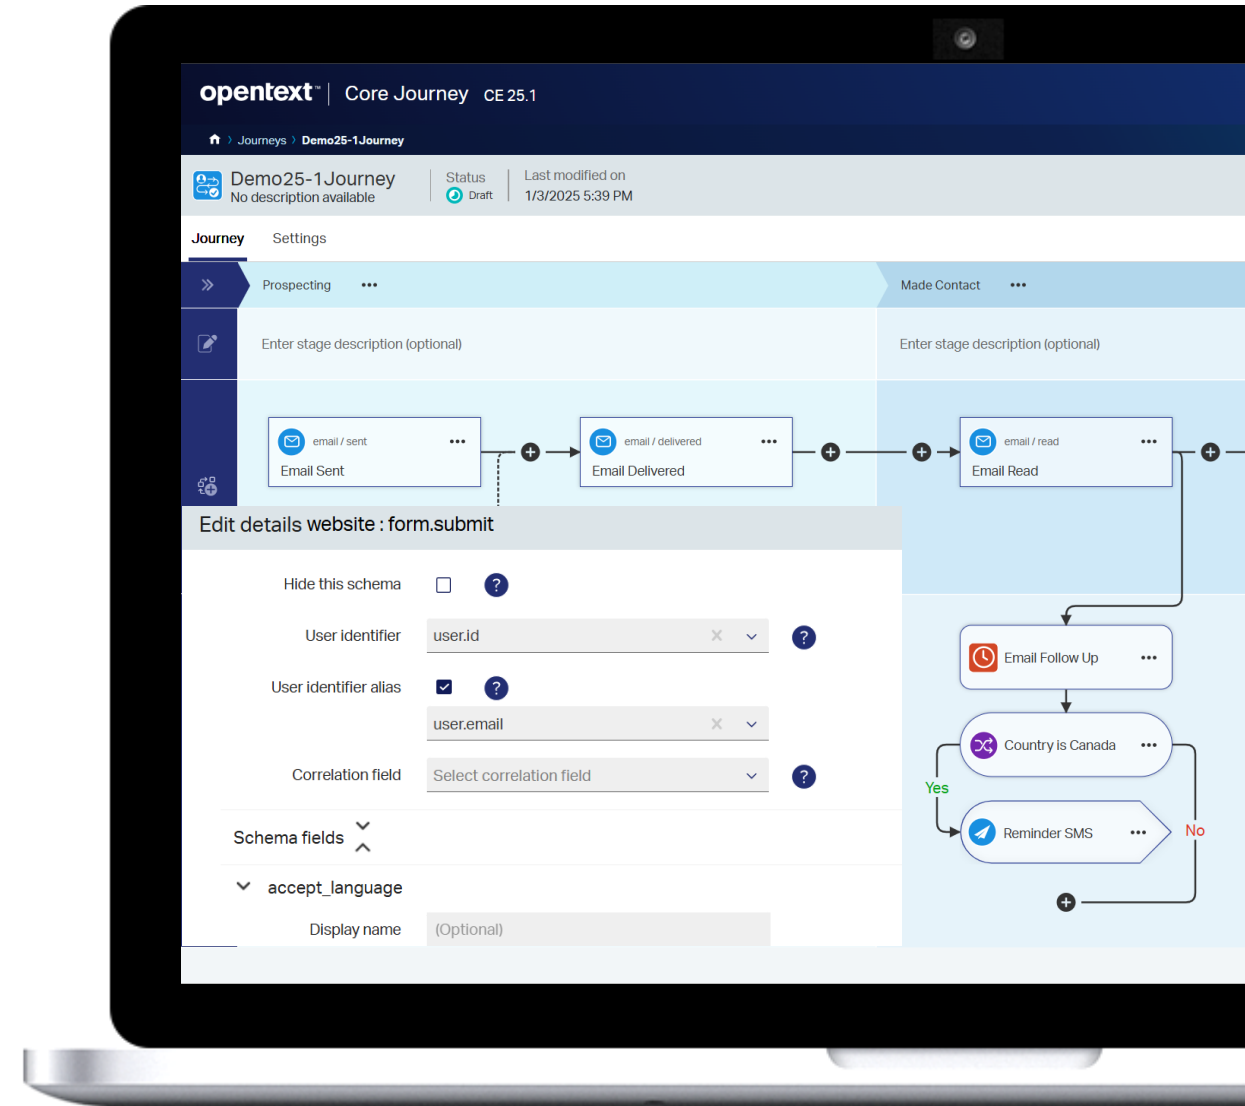 opentext™ | Core Journey CE 25.1
Journeys › Demo25-1Journey
Demo25-1Journey
No description available
Status
Draft
Last modified on
1/3/2025 5:39 PM
Journey Settings
Prospecting ••• Made Contact •••
Enter stage description (optional) Enter stage description (optional)
email / sent •••
Email Sent
email / delivered •••
Email Delivered
email / read •••
Email Read
Edit details website : form.submit
Hide this schema ?
User identifier user.id ?
User identifier alias ?
user.email
Correlation field Select correlation field ?
Schema fields
accept_language
Display name (Optional)
Email Follow Up •••
Country is Canada •••
Yes
Reminder SMS •••
No